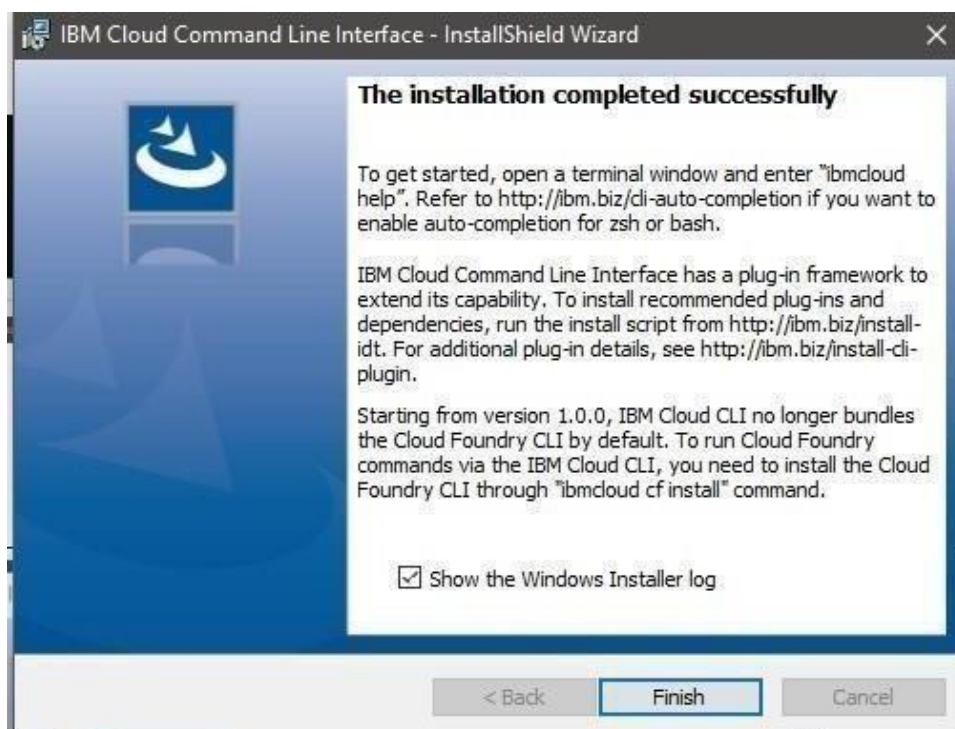 IBM Cloud Command Line Interface - InstallShield Wizard
The installation completed successfully
To get started, open a terminal window and enter "ibmcloud
help". Refer to http://ibm.biz/cli-auto-completion if you want to
enable auto-completion for zsh or bash.
IBM Cloud Command Line Interface has a plug-in framework to
extend its capability. To install recommended plug-ins and
dependencies, run the install script from http://ibm.biz/install-
idt. For additional plug-in details, see http://ibm.biz/install-cli-
plugin.
Starting from version 1.0.0, IBM Cloud CLI no longer bundles
the Cloud Foundry CLI by default. To run Cloud Foundry
commands via the IBM Cloud CLI, you need to install the Cloud
Foundry CLI through "ibmcloud cf install" command.
Show the Windows Installer log
< Back
Finish
Cancel